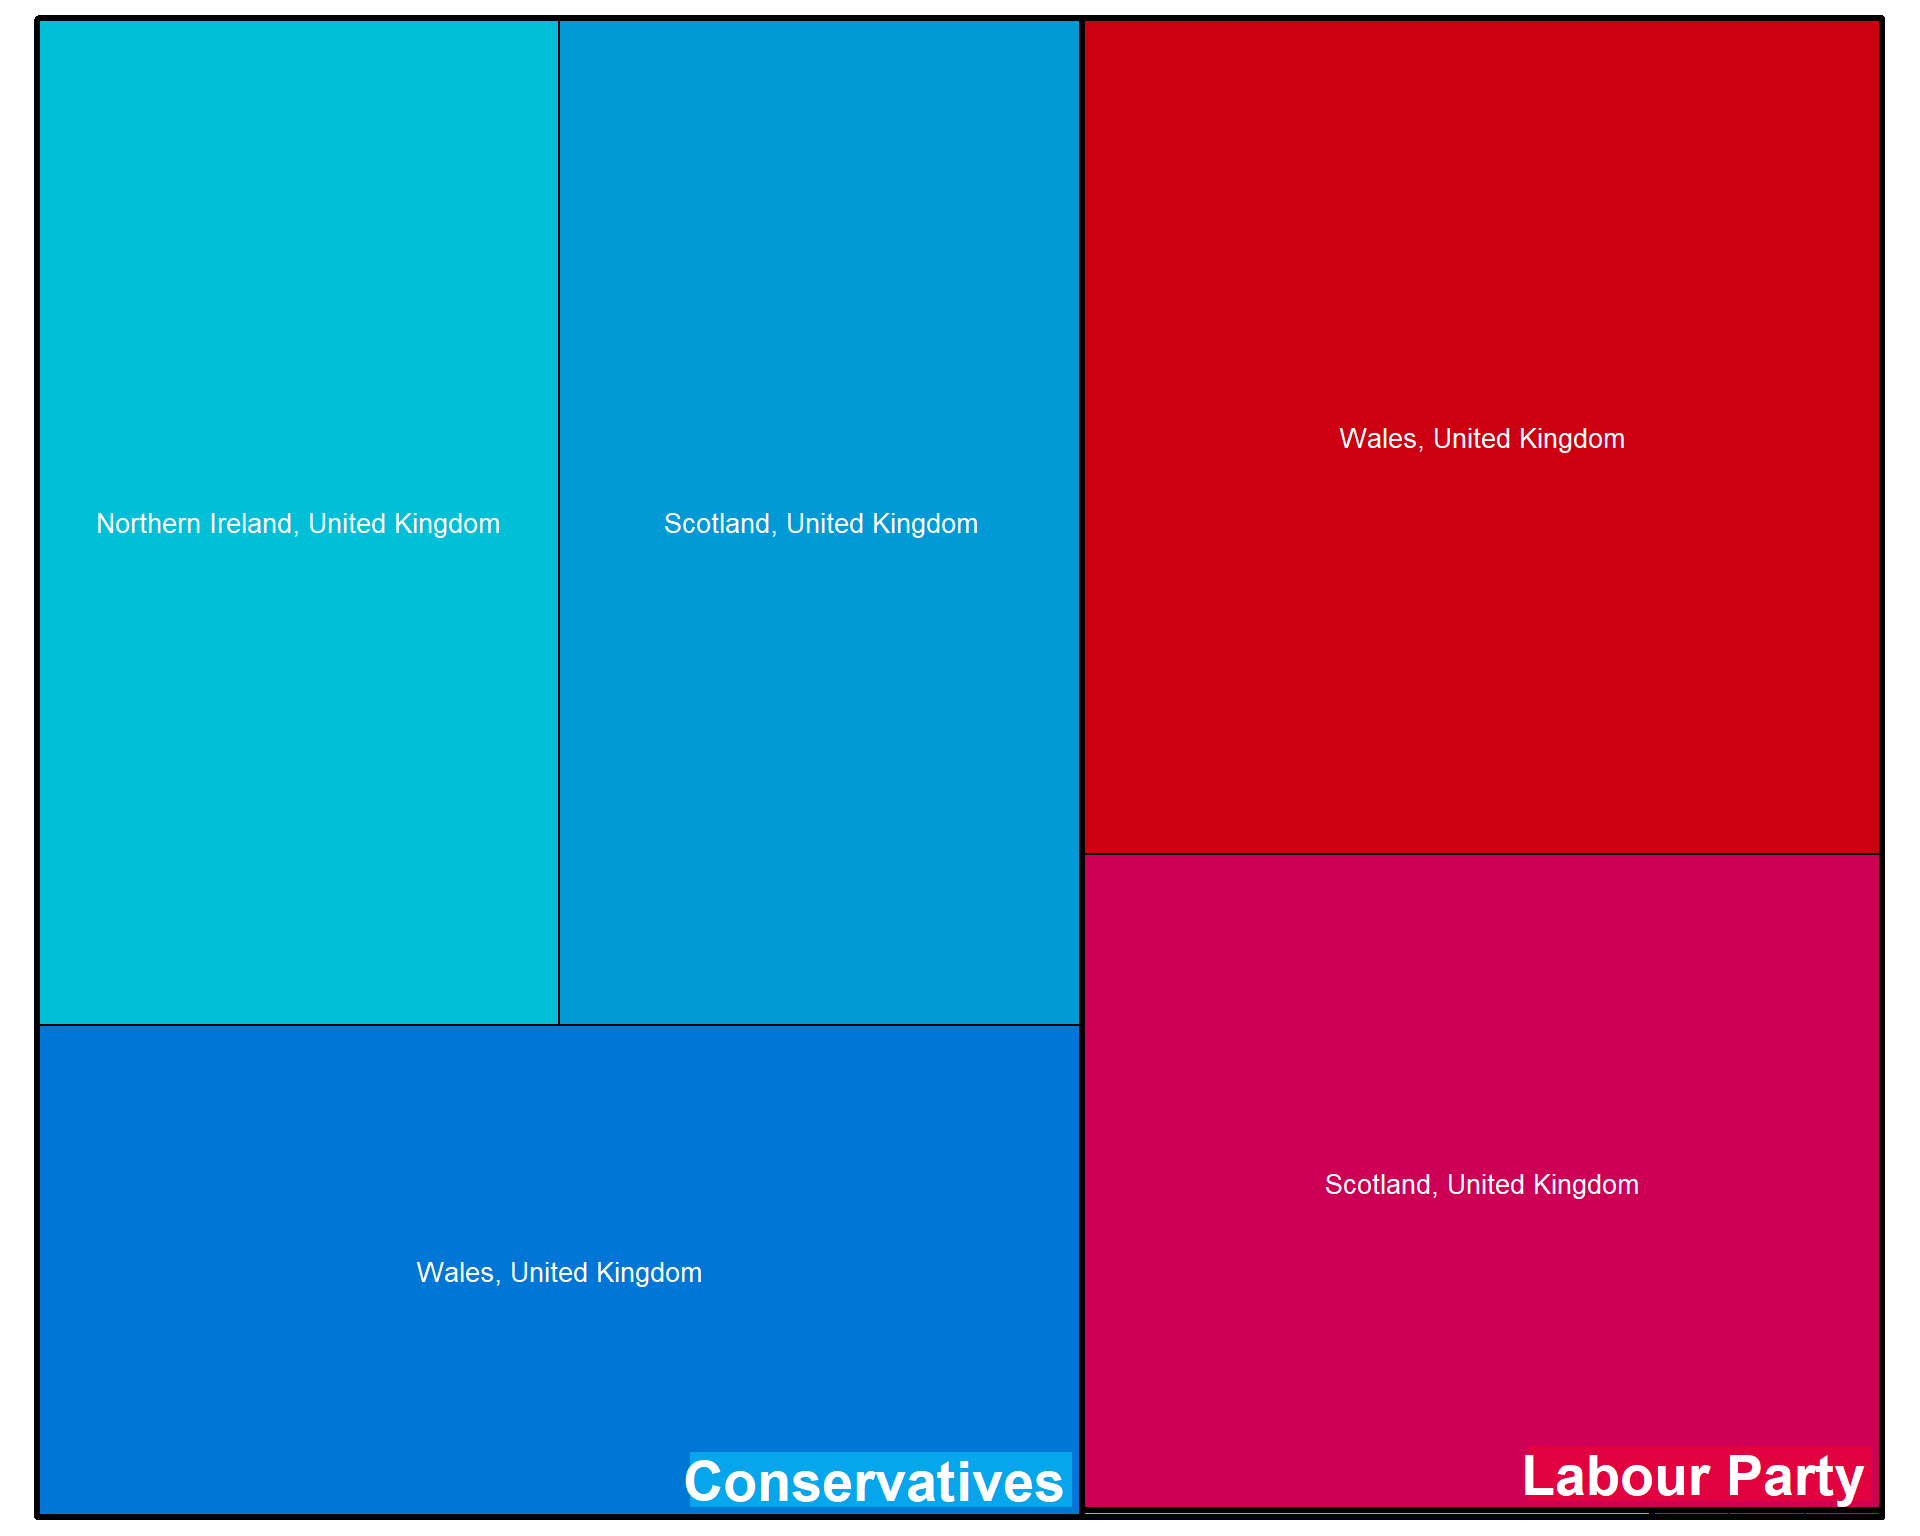 Wales, United Kingdom
Northern Ireland, United Kingdom
Scotland, United Kingdom
Scotland, United Kingdom
Wales, United Kingdom
Conservatives
Labour Party